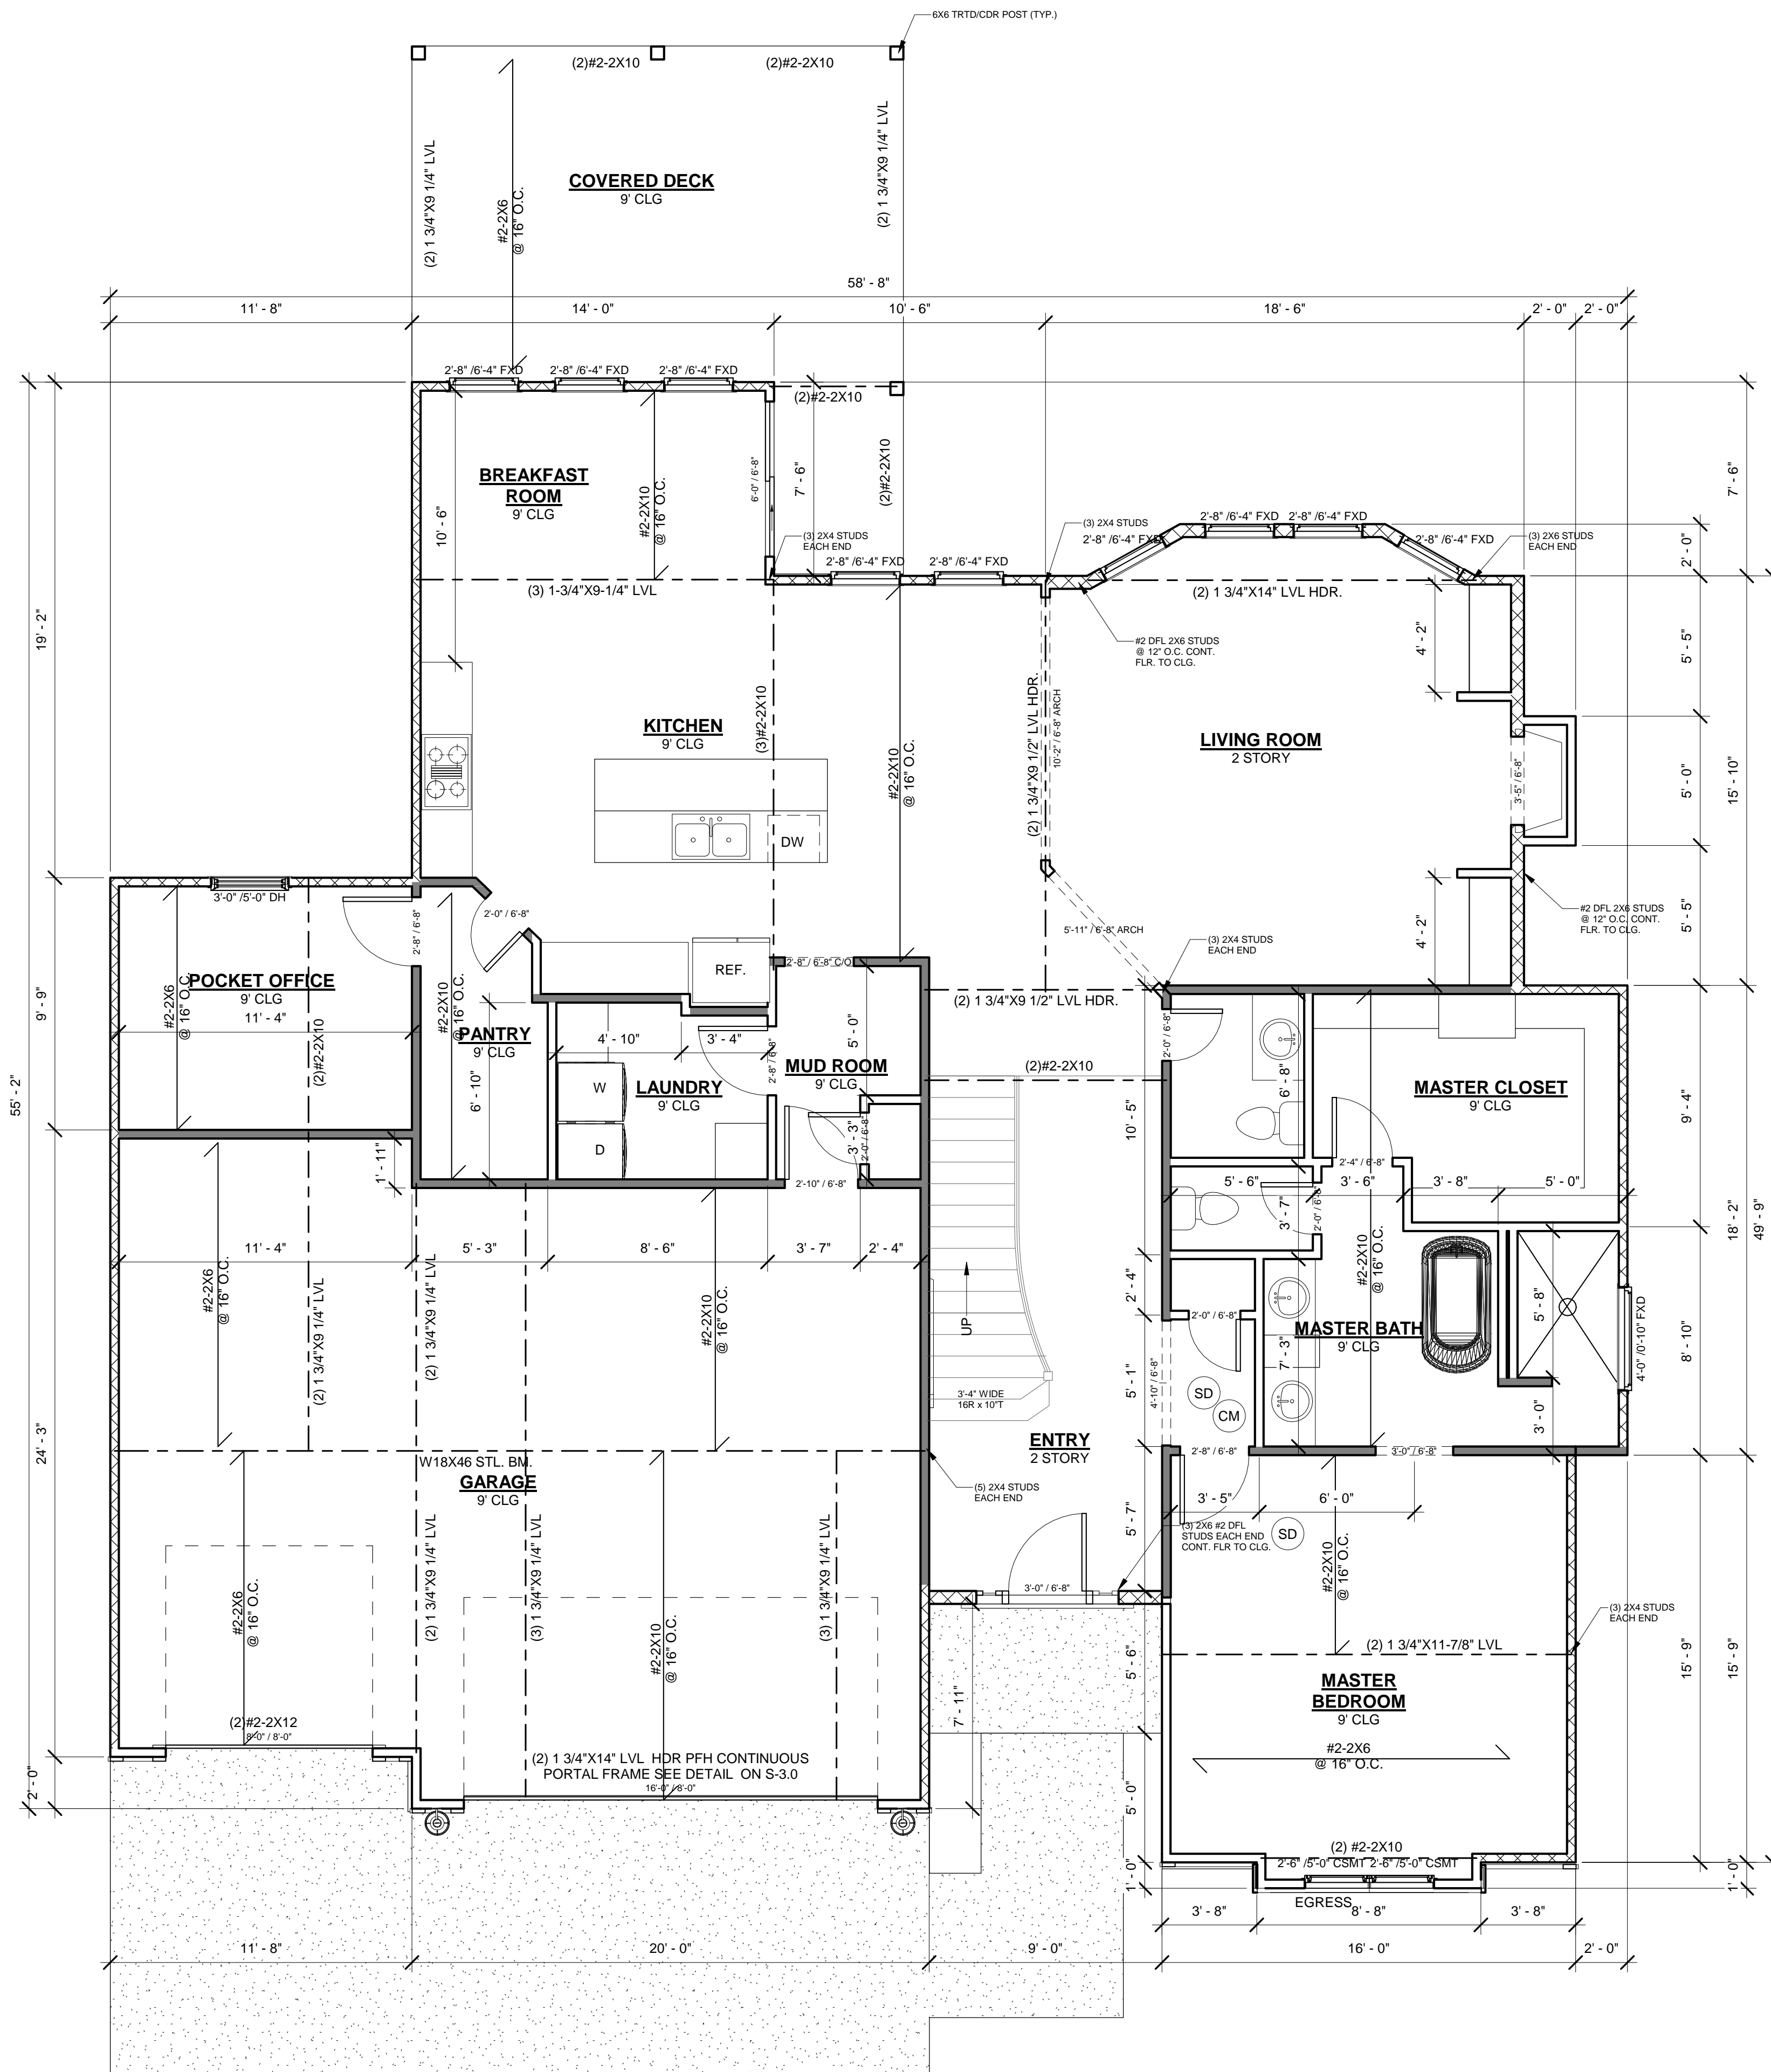 6X6 TRTD/CDR POST (TYP.)
(2)#2-2X10
(2)#2-2X10
(2) 1 3/4"X9 1/4" LVL
#2-2X6
@ 16" O.C.
COVERED DECK
9' CLG
(2) 1 3/4"X9 1/4" LVL
58' - 8"
11' - 8"
14' - 0"
10' - 6"
18' - 6"
2' - 0"
2' - 0"
2'-8" /6'-4" FXD
2'-8" /6'-4" FXD
2'-8" /6'-4" FXD
(2)#2-2X10
BREAKFAST
ROOM
9' CLG
10' - 6"
#2-2X10
@ 16" O.C.
6'-0" / 6'-8"
7' - 6"
(2)#2-2X10
(3) 2X4 STUDS
EACH END
2'-8" /6'-4" FXD
2'-8" /6'-4" FXD
(3) 2X4 STUDS
2'-8" /6'-4" FXD
2'-8" /6'-4" FXD
2'-8" /6'-4" FXD
2'-8" /6'-4" FXD
(3) 2X6 STUDS
EACH END
7' - 6"
2' - 0"
(3) 1-3/4"X9-1/4" LVL
(2) 1 3/4"X14" LVL HDR.
#2 DFL 2X6 STUDS
@ 12" O.C. CONT.
FLR. TO CLG.
4' - 2"
5' - 5"
19' - 2"
KITCHEN
9' CLG
(3)#2-2X10
#2-2X10
@ 16" O.C.
(2) 1 3/4"X9 1/2" LVL HDR.
10'-2" / 6'-8" ARCH
LIVING ROOM
2 STORY
3'-5" / 6'-8"
5' - 0"
15' - 10"
DW
5'-11" / 6'-8" ARCH
4' - 2"
#2 DFL 2X6 STUDS
@ 12" O.C. CONT.
FLR. TO CLG.
5' - 5"
(3) 2X4 STUDS
EACH END
3'-0" /5'-0" DH
2'-8" / 6'-8"
2'-0" / 6'-8"
REF.
2'-8" / 6'-8" C/O
POCKET OFFICE
9' CLG
11' - 4"
#2-2X6
@ 16" O.C.
(2)#2-2X10
#2-2X10
@ 16" O.C.
PANTRY
9' CLG
6' - 10"
4' - 10"
3' - 4"
2'-8" / 6'-8"
LAUNDRY
9' CLG
W
D
MUD ROOM
9' CLG
5' - 0"
3' - 3"
2'-0" / 6'-8"
2'-10" / 6'-8"
(2) 1 3/4"X9 1/2" LVL HDR.
(2)#2-2X10
2'-0" / 6'-8"
6' - 8"
MASTER CLOSET
9' CLG
2'-4" / 6'-8"
9' - 9"
55' - 2"
1' - 11"
10' - 5"
9' - 4"
5' - 6"
3' - 6"
3' - 8"
5' - 0"
3' - 7"
2'-0" / 6'-8"
18' - 2"
49' - 9"
11' - 4"
5' - 3"
8' - 6"
3' - 7"
2' - 4"
#2-2X6
@ 16" O.C.
(2) 1 3/4"X9 1/4" LVL
(2) 1 3/4"X9 1/4" LVL
#2-2X10
@ 16" O.C.
UP
3'-4" WIDE
16R x 10"T
2' - 4"
2'-0" / 6'-8"
5' - 1"
4'-10" / 6'-8"
SD
CM
#2-2X10
@ 16" O.C.
MASTER BATH
9' CLG
7' - 3"
5' - 8"
3' - 0"
4'-0" /0'-10" FXD
8' - 10"
24' - 3"
W18X46 STL. BM.
GARAGE
9' CLG
ENTRY
2 STORY
(5) 2X4 STUDS
EACH END
2'-8" / 6'-8"
3'-0" / 6'-8"
3' - 5"
6' - 0"
5' - 7"
(3) 2X6 #2 DFL
STUDS EACH END
CONT. FLR TO CLG.
SD
#2-2X10
@ 16" O.C.
3'-0" / 6'-8"
#2-2X6
@ 16" O.C.
(2) 1 3/4"X9 1/4" LVL
(3) 1 3/4"X9 1/4" LVL
#2-2X10
@ 16" O.C.
(3) 1 3/4"X9 1/4" LVL
(3) 2X4 STUDS
EACH END
(2) 1 3/4"X11-7/8" LVL
5' - 6"
7' - 11"
MASTER
BEDROOM
9' CLG
15' - 9"
15' - 9"
(2)#2-2X12
8'-0" / 8'-0"
(2) 1 3/4"X14" LVL HDR PFH CONTINUOUS
PORTAL FRAME SEE DETAIL ON S-3.0
16'-0" / 8'-0"
#2-2X6
@ 16" O.C.
2' - 0"
5' - 0"
1' - 0"
(2) #2-2X10
2'-6" /5'-0" CSMT
2'-6" /5'-0" CSMT
EGRESS
1' - 0"
3' - 8"
8' - 8"
3' - 8"
11' - 8"
20' - 0"
9' - 0"
16' - 0"
2' - 0"